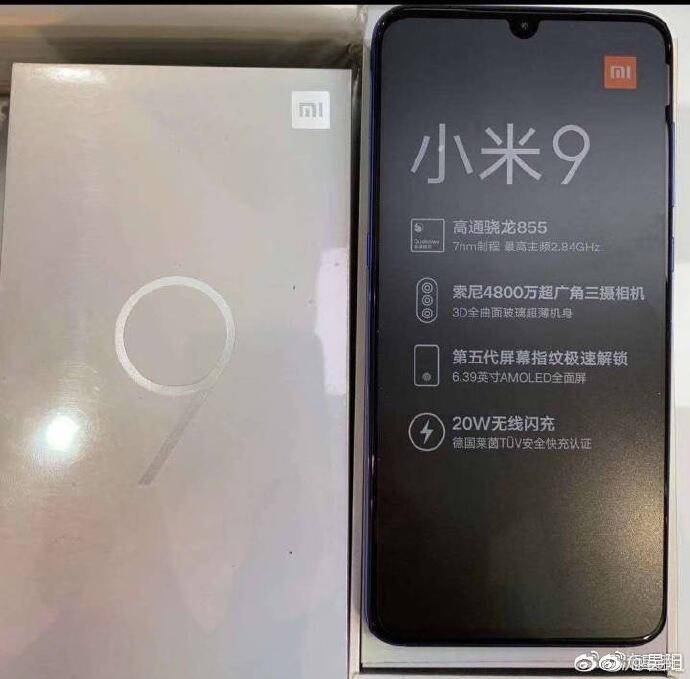 MI
9
MI
小米9
高通骁龙855
7nm制程 最高主频2.84GHz
索尼4800万超广角三摄相机
3D全曲面玻璃超薄机身
第五代屏幕指纹极速解锁
6.39英寸AMOLED全面屏
20W无线闪充
德国莱茵TÜV安全快充认证